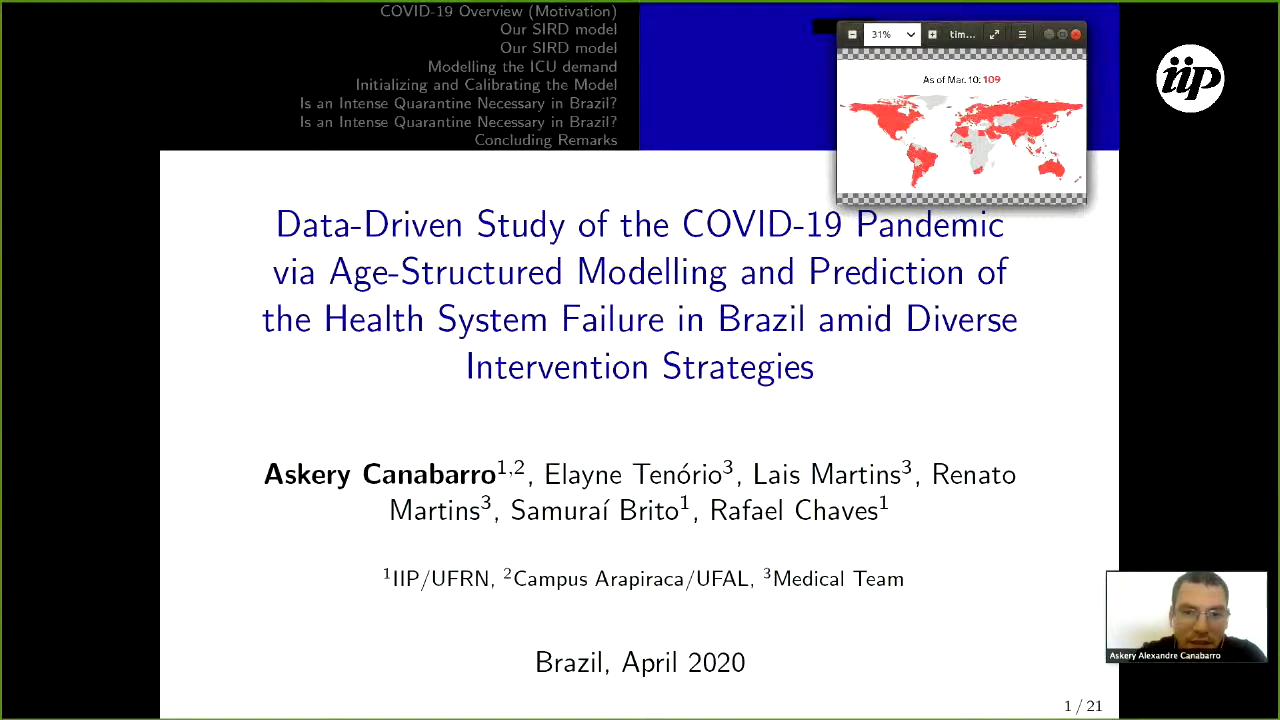 COVID-19 Overview (Motivation)
Our SIRD model
Our SIRD model
Modelling the ICU demand
Initializing and Calibrating the Model
Is an Intense Quarantine Necessary in Brazil?
Is an Intense Quarantine Necessary in Brazil?
Concluding Remarks
31%
tim...
As of Mar. 10: 109
iip
Data-Driven Study of the COVID-19 Pandemic
via Age-Structured Modelling and Prediction of
the Health System Failure in Brazil amid Diverse
Intervention Strategies
Askery Canabarro1,2, Elayne Tenório3, Lais Martins3, Renato
Martins3, Samuraí Brito1, Rafael Chaves1
1IIP/UFRN, 2Campus Arapiraca/UFAL, 3Medical Team
Brazil, April 2020
Askery Alexandre Canabarro
1 / 21